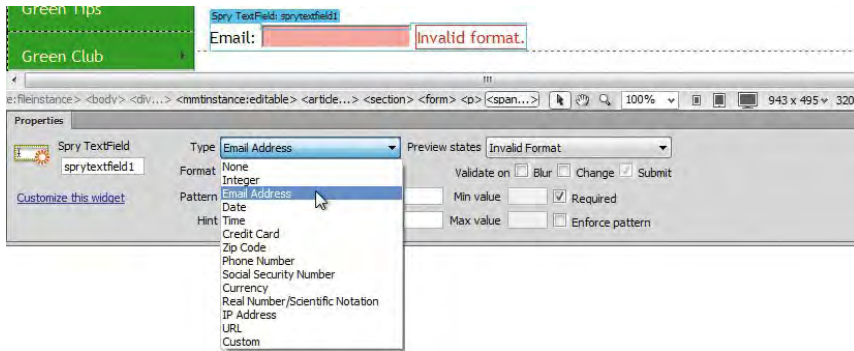 Green Tips
Spry TextField: sprytextfield1
Email: Invalid format.
Green Club
e:fileinstance> <body> <div...> <mmtinstance:editable> <article...> <section> <form> <p> <span...> 100% 943 x 495 320
Properties
Spry TextField Type Email Address Preview states Invalid Format
sprytextfield1 Format None Validate on Blur Change Submit
Integer
Customize this widget Pattern Email Address Min value Required
Date
Hint Time Max value Enforce pattern
Credit Card
Zip Code
Phone Number
Social Security Number
Currency
Real Number/Scientific Notation
IP Address
URL
Custom